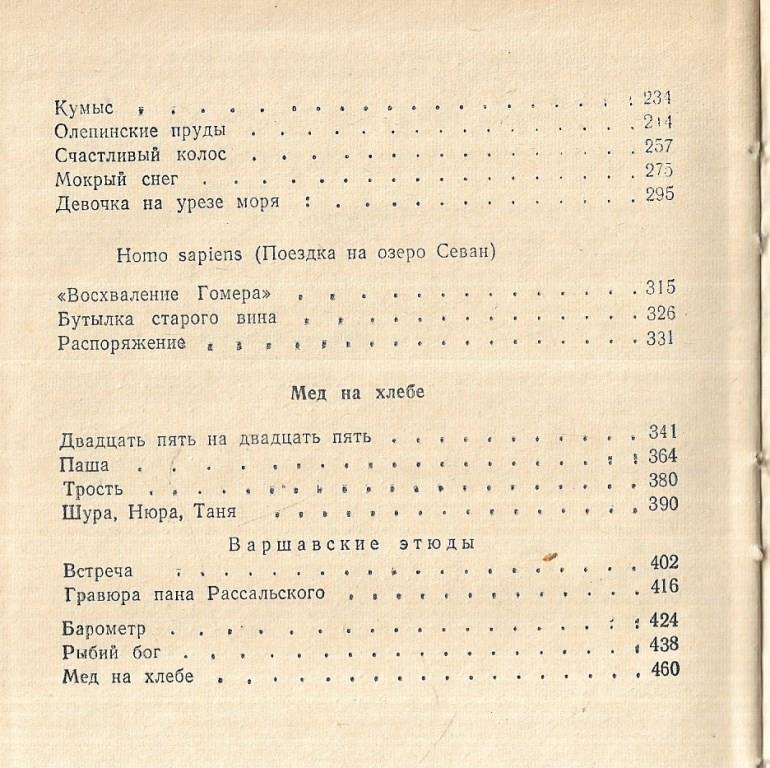 Кумыс . . . . . . . . . . . . . . . . . . 234
Олепинские пруды . . . . . . . . . . . . . . 244
Счастливый колос . . . . . . . . . . . . . . 257
Мокрый снег . . . . . . . . . . . . . . . . 275
Девочка на урезе моря . . . . . . . . . . . . 295
Homo sapiens (Поездка на озеро Севан)
«Восхваление Гомера» . . . . . . . . . . . . 315
Бутылка старого вина . . . . . . . . . . . . 326
Распоряжение . . . . . . . . . . . . . . . 331
Мед на хлебе
Двадцать пять на двадцать пять . . . . . . . . . 341
Паша . . . . . . . . . . . . . . . . . . 364
Трость . . . . . . . . . . . . . . . . . 380
Шура, Нюра, Таня . . . . . . . . . . . . . . 390
Варшавские этюды
Встреча . . . . . . . . . . . . . . . . . 402
Гравюра пана Рассальского . . . . . . . . . . . 416
Барометр . . . . . . . . . . . . . . . . . 424
Рыбий бог . . . . . . . . . . . . . . . . . 438
Мед на хлебе . . . . . . . . . . . . . . . 460